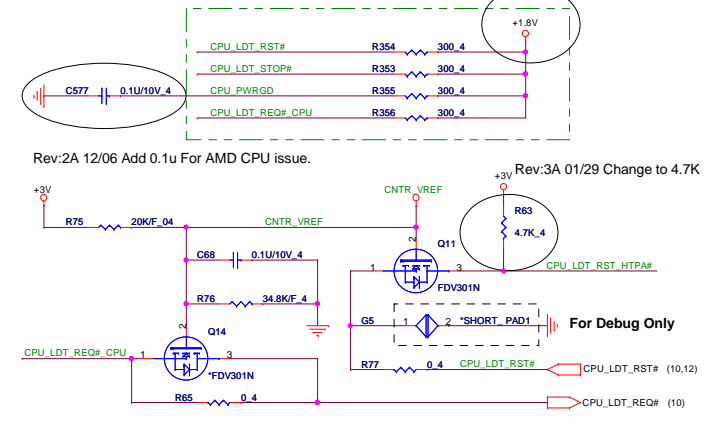 +1.8V
CPU_LDT_RST# R354 300_4
CPU_LDT_STOP# R353 300_4
C577 0.1U/10V_4 CPU_PWRGD R355 300_4
CPU_LDT_REQ#_CPU R356 300_4
Rev:2A 12/06 Add 0.1u For AMD CPU issue.
Rev:3A 01/29 Change to 4.7K
+3V CNTR_VREF +3V
R75 20K/F_04 CNTR_VREF
R63
4.7K_4
Q11
2
1 3 CPU_LDT_RST_HTPA#
FDV301N
C68 0.1U/10V_4
R76 34.8K/F_4
G5 1 2 *SHORT_PAD1 For Debug Only
Q14
2
CPU_LDT_REQ#_CPU 1 3
*FDV301N
R77 0_4 CPU_LDT_RST# CPU_LDT_RST# (10,12)
R65 0_4 CPU_LDT_REQ# (10)